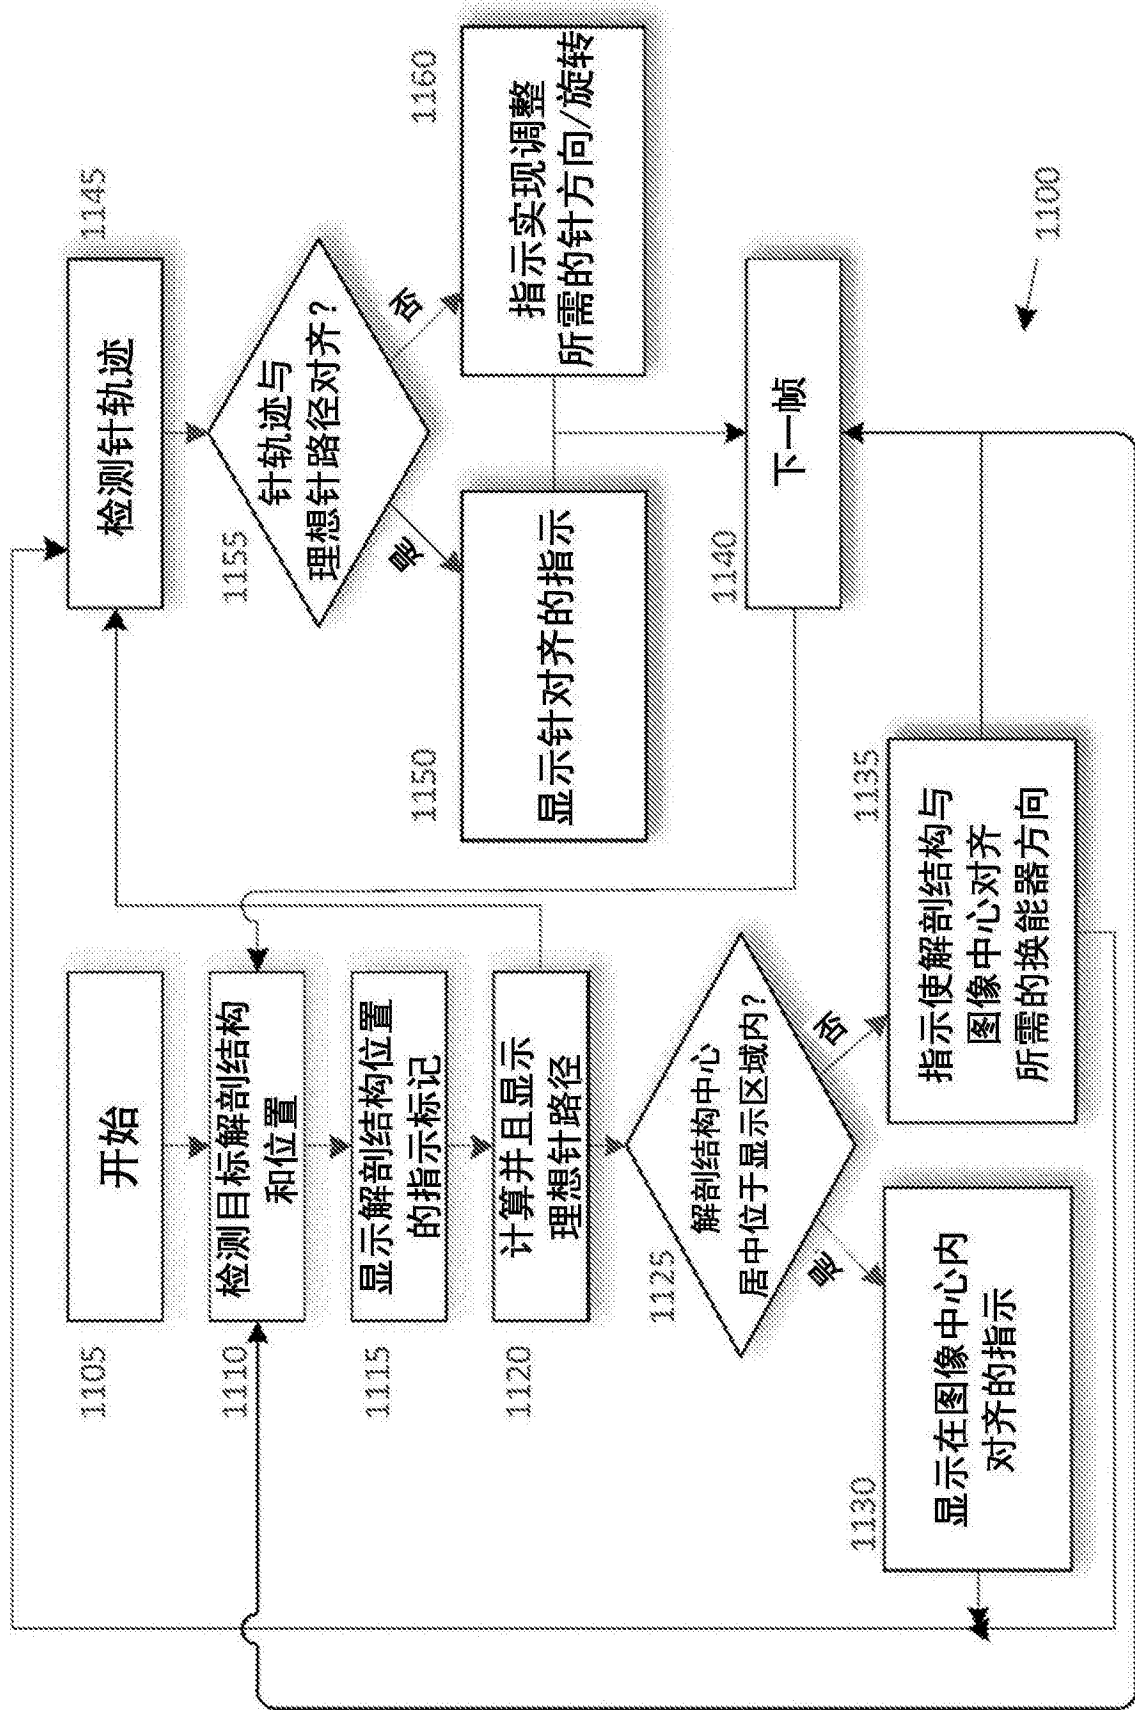 1105
开始
1110
检测目标解剖结构
和位置
1115
显示解剖结构位置
的指示标记
1120
计算并且显示
理想针路径
1125
解剖结构中心
居中位于显示区域内?
是
否
1130
显示在图像中心内
对齐的指示
1135
指示使解剖结构与
图像中心对齐
所需的换能器方向
1145
检测针轨迹
1155
针轨迹与
理想针路径对齐?
是
否
1150
显示针对齐的指示
1160
指示实现调整
所需的针方向/旋转
1140
下一帧
1100